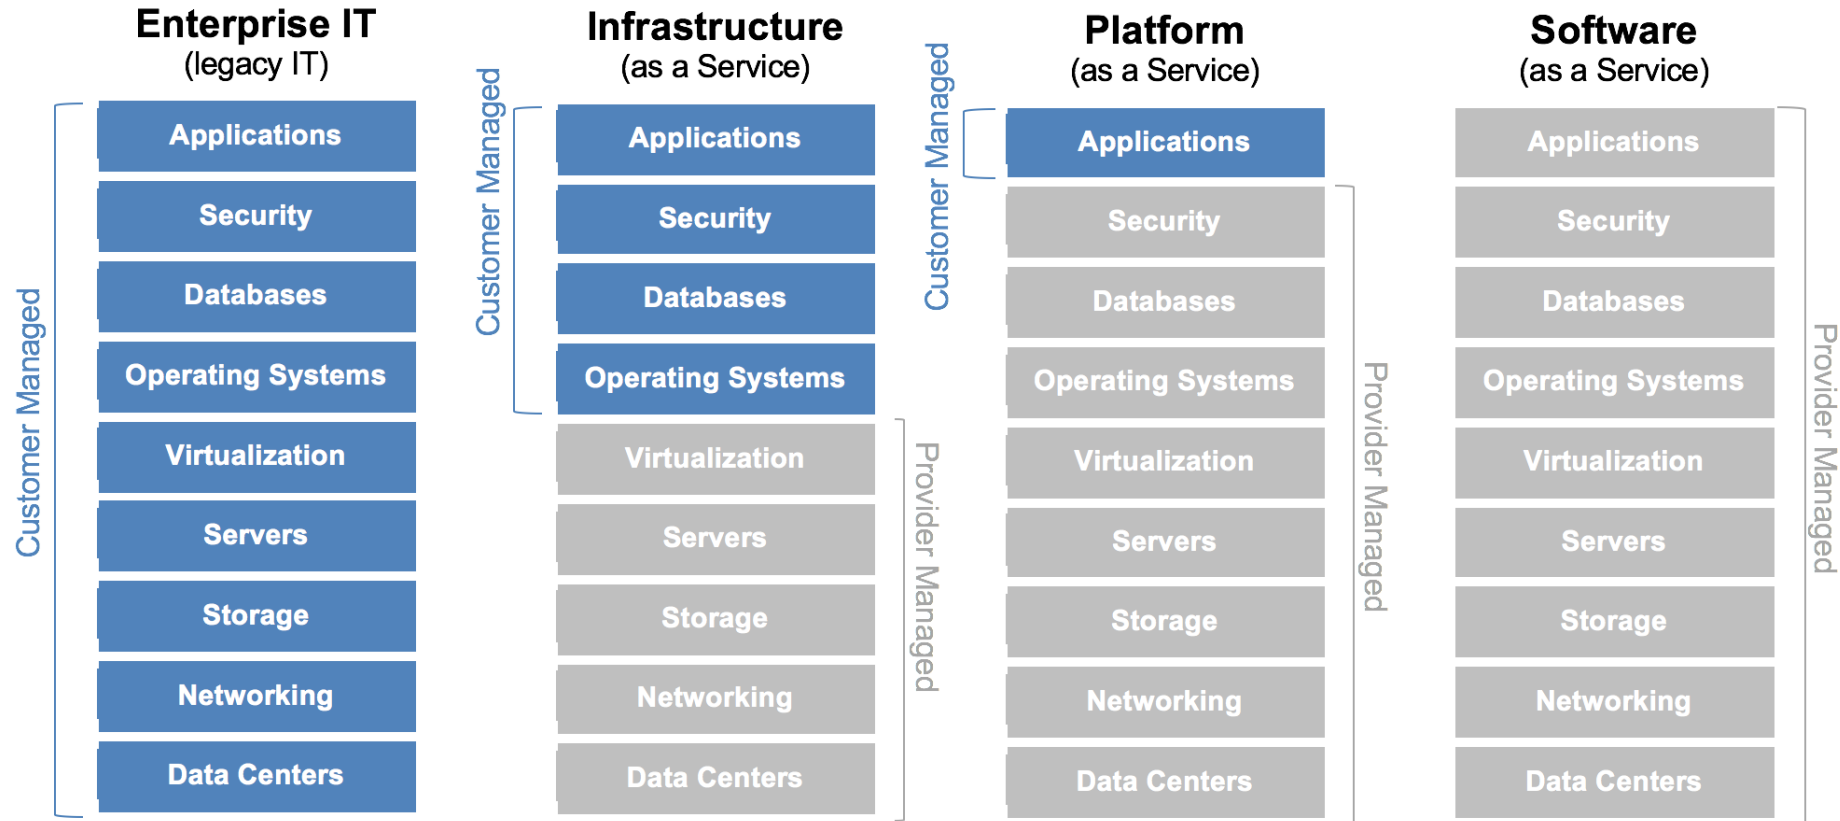 Enterprise IT
(legacy IT)
Customer Managed
Applications
Security
Databases
Operating Systems
Virtualization
Servers
Storage
Networking
Data Centers
Infrastructure
(as a Service)
Customer Managed
Applications
Security
Databases
Operating Systems
Virtualization
Servers
Storage
Networking
Data Centers
Provider Managed
Platform
(as a Service)
Customer Managed
Applications
Security
Databases
Operating Systems
Virtualization
Servers
Storage
Networking
Data Centers
Provider Managed
Software
(as a Service)
Applications
Security
Databases
Operating Systems
Virtualization
Servers
Storage
Networking
Data Centers
Provider Managed